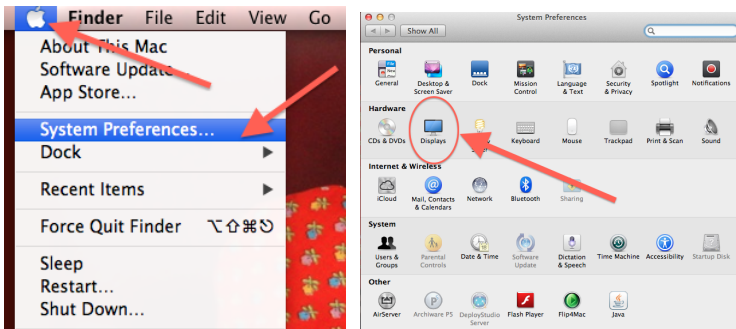 Finder File Edit View Go
About This Mac
Software Update...
App Store...
System Preferences...
Dock
Recent Items
Force Quit Finder ⌥⇧⌘⎋
Sleep
Restart...
Shut Down...
System Preferences
Show All
Personal
General
Desktop &
Screen Saver
Dock
Mission
Control
Language
& Text
Security
& Privacy
Spotlight
Notifications
Hardware
CDs & DVDs
Displays
Keyboard
Mouse
Trackpad
Print & Scan
Sound
Internet & Wireless
iCloud
Mail, Contacts
& Calendars
Network
Bluetooth
Sharing
System
Users &
Groups
Parental
Controls
Date & Time
Software
Update
Dictation
& Speech
Time Machine
Accessibility
Startup Disk
Other
AirServer
Archiware P5
DeployStudio
Server
Flash Player
Flip4Mac
Java